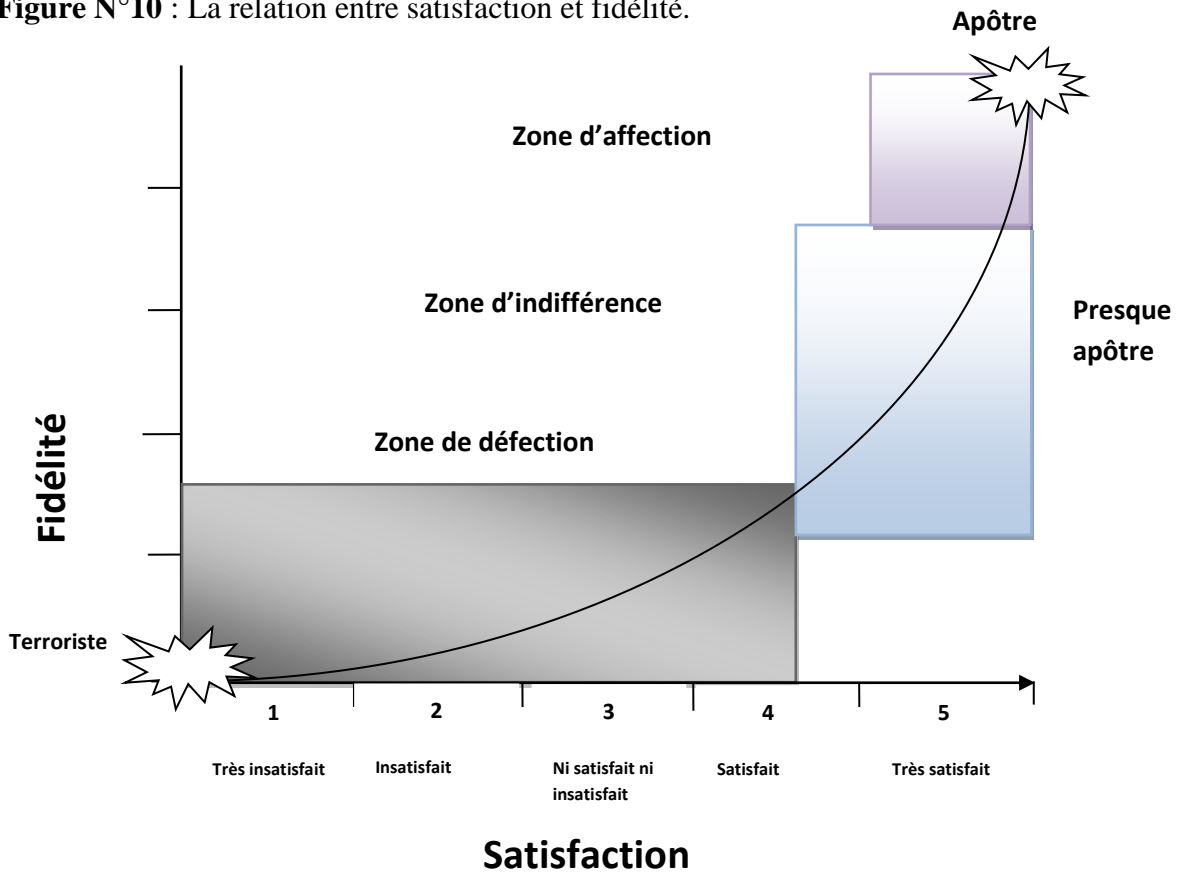 Figure N°10 : La relation entre satisfaction et fidélité.
Apôtre
Zone d’affection
Zone d’indifférence
Presque
apôtre
Zone de défection
Fidélité
Terroriste
1 2 3 4 5
Très insatisfait Insatisfait Ni satisfait ni Satisfait Très satisfait
insatisfait
Satisfaction